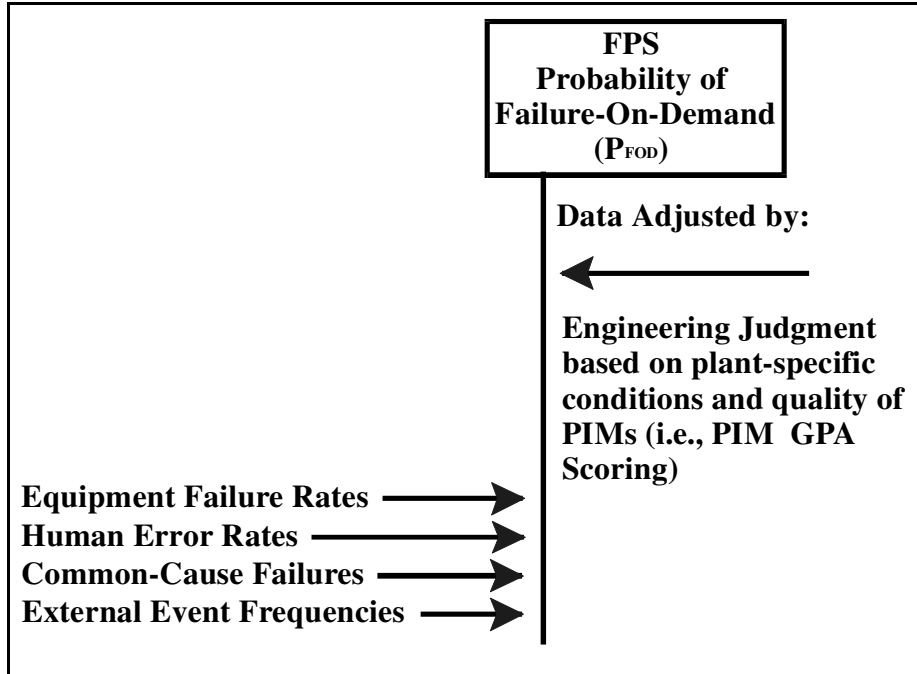 FPS
Probability of
Failure-On-Demand
(PFOD)
Data Adjusted by:
Engineering Judgment
based on plant-specific
conditions and quality of
PIMs (i.e., PIM GPA
Scoring)
Equipment Failure Rates
Human Error Rates
Common-Cause Failures
External Event Frequencies